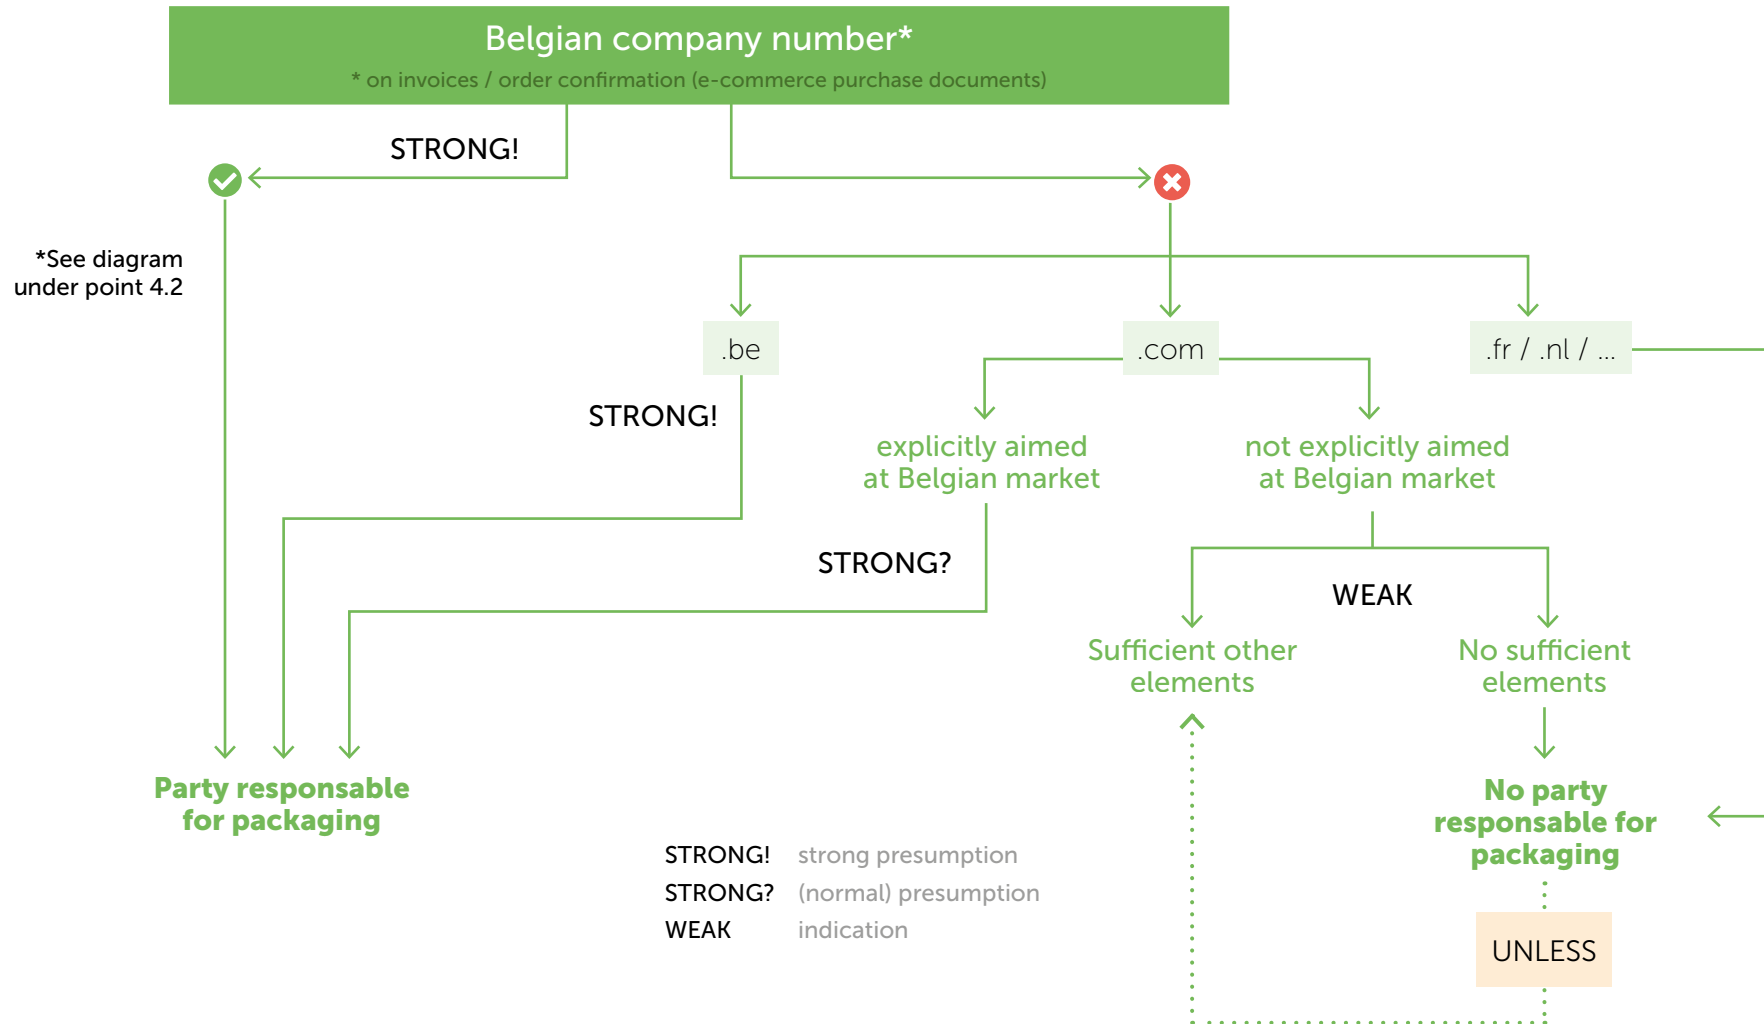 Belgian company number*
* on invoices / order confirmation (e-commerce purchase documents)
STRONG!
*See diagram
under point 4.2
.be
.com
.fr / .nl / ...
STRONG!
explicitly aimed
at Belgian market
not explicitly aimed
at Belgian market
STRONG?
WEAK
Sufficient other
elements
No sufficient
elements
Party responsable
for packaging
No party
responsable for
packaging
STRONG! strong presumption
STRONG? (normal) presumption
WEAK indication
UNLESS